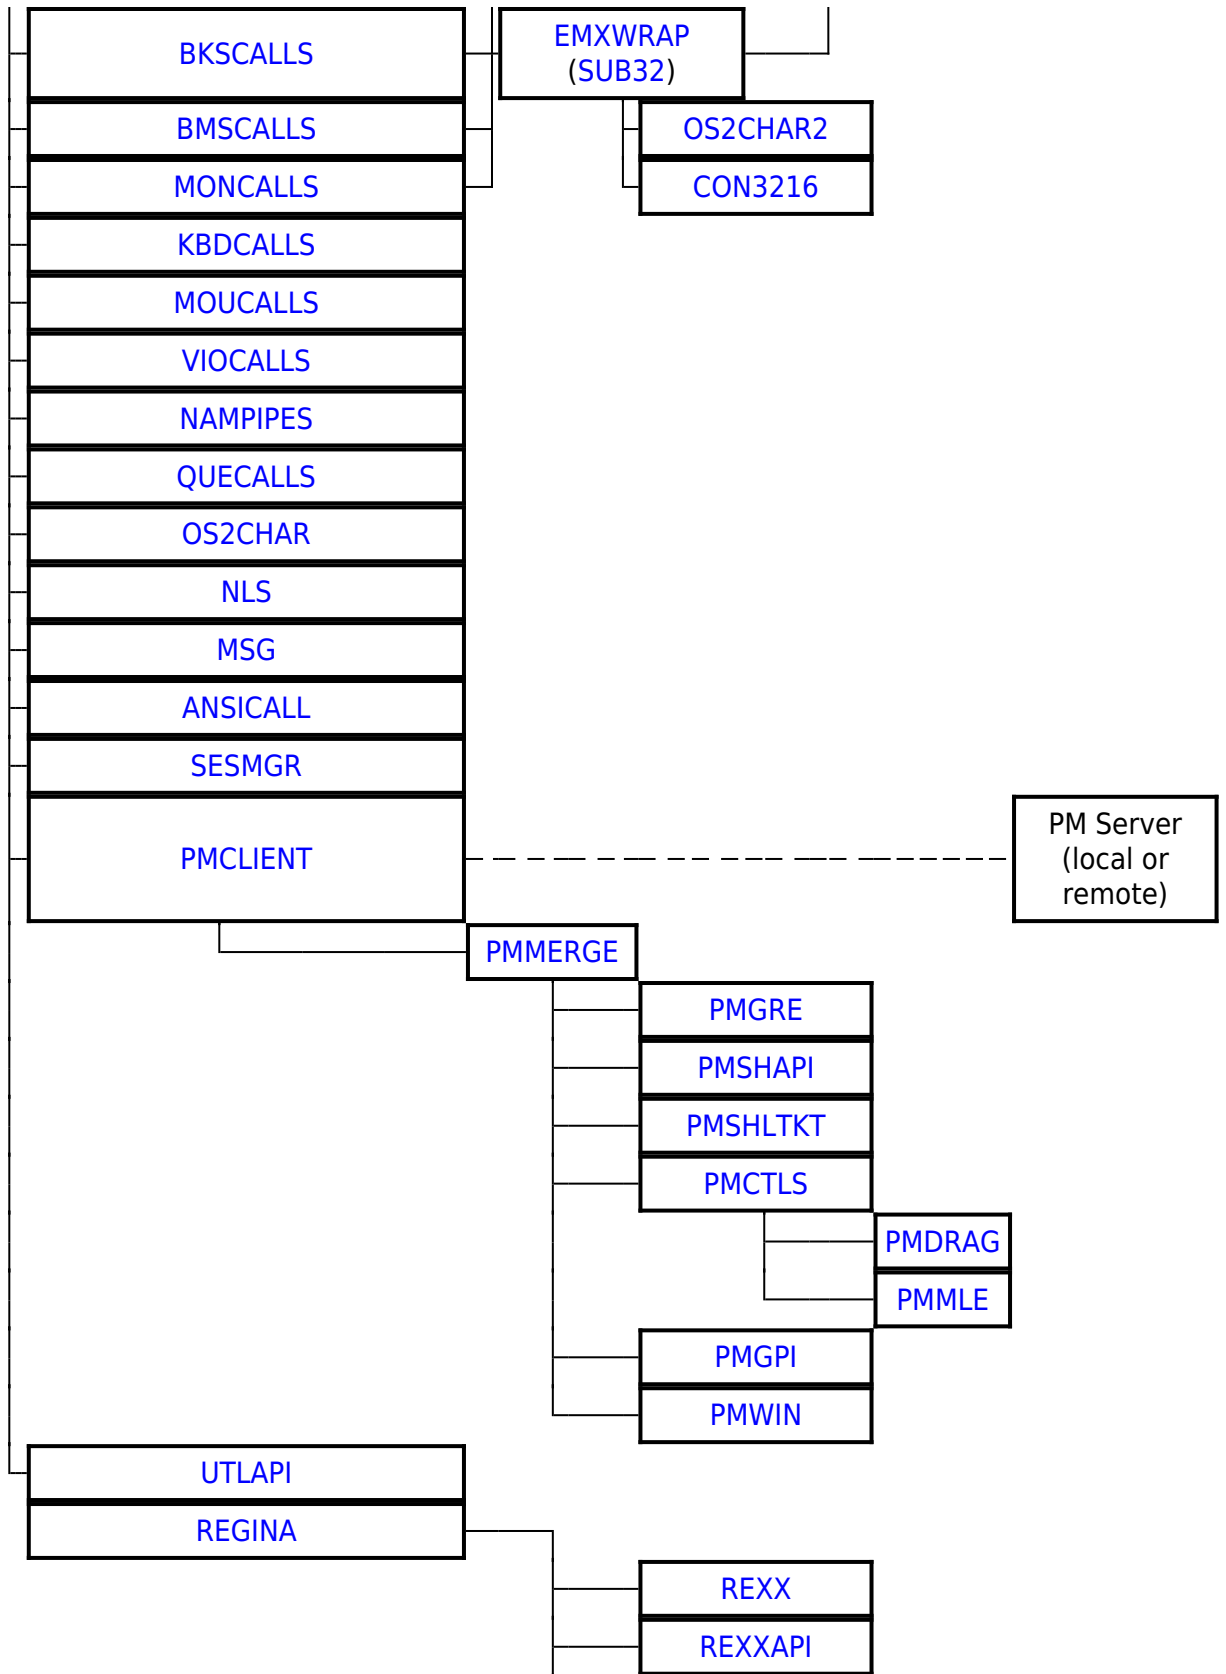 BKSCALLS
EMXWRAP
(SUB32)
BMSCALLS
OS2CHAR2
MONCALLS
CON3216
KBDCALLS
MOUCALLS
VIOCALLS
NAMPIPES
QUECALLS
OS2CHAR
NLS
MSG
ANSICALL
SESMGR
PMCLIENT
PM Server
(local or
remote)
PMMERGE
PMGRE
PMSHAPI
PMSHLTKT
PMCTLS
PMDRAG
PMMLE
PMGPI
PMWIN
UTLAPI
REGINA
REXX
REXXAPI